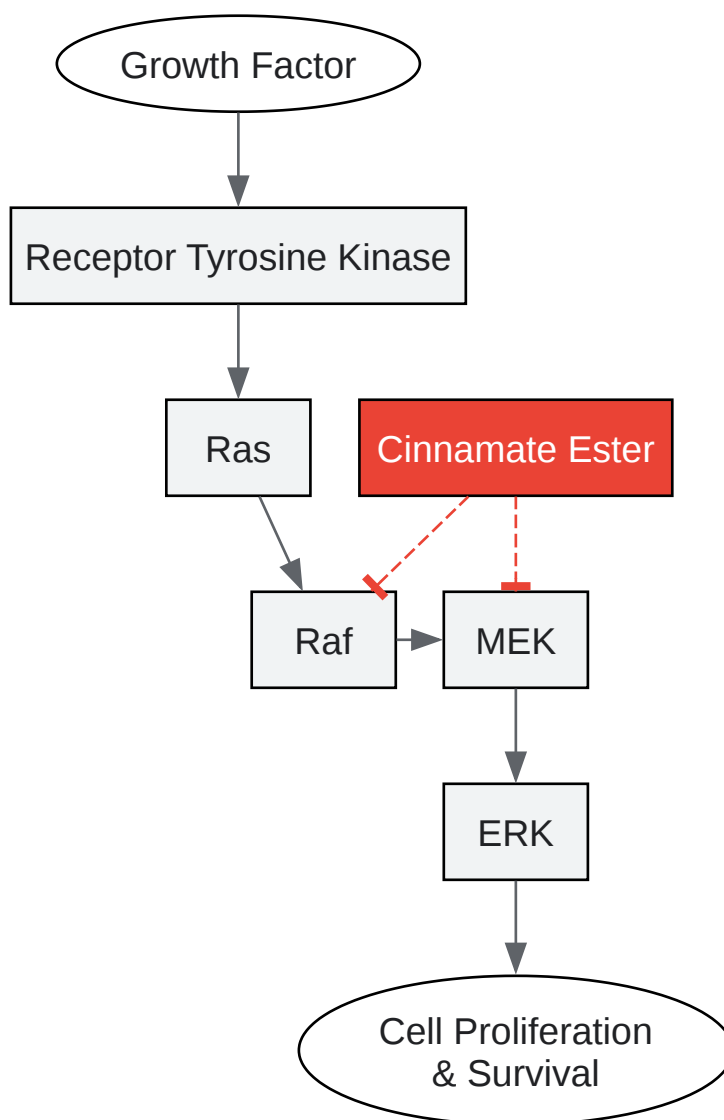 Growth Factor
Receptor Tyrosine Kinase
Ras
Cinnamate Ester
Raf
MEK
ERK
Cell Proliferation
& Survival